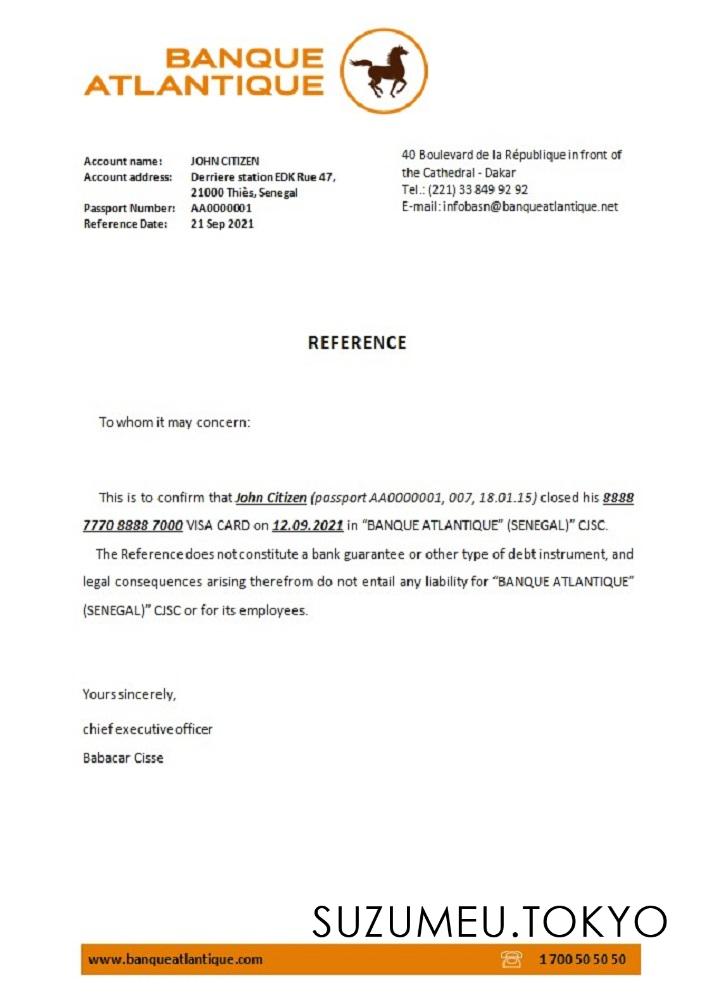 BANQUE
ATLANTIQUE
Account name: JOHN CITIZEN
Account address: Derriere station EDK Rue 47,
21000 Thiès, Senegal
Passport Number: AA0000001
Reference Date: 21 Sep 2021
40 Boulevard de la République in front of
the Cathedral - Dakar
Tel.: (221) 33 849 92 92
E-mail: infobasn@banqueatlantique.net
REFERENCE
To whom it may concern:
This is to confirm that John Citizen (passport AA0000001, 007, 18.01.15) closed his 8888
7770 8888 7000 VISA CARD on 12.09.2021 in “BANQUE ATLANTIQUE” (SENEGAL)” CJSC.
The Reference does not constitute a bank guarantee or other type of debt instrument, and
legal consequences arising therefrom do not entail any liability for “BANQUE ATLANTIQUE”
(SENEGAL)” CJSC or for its employees.
Yours sincerely,
chief executive officer
Babacar Cisse
SUZUMEU.TOKYO
www.banqueatlantique.com 1 700 50 50 50